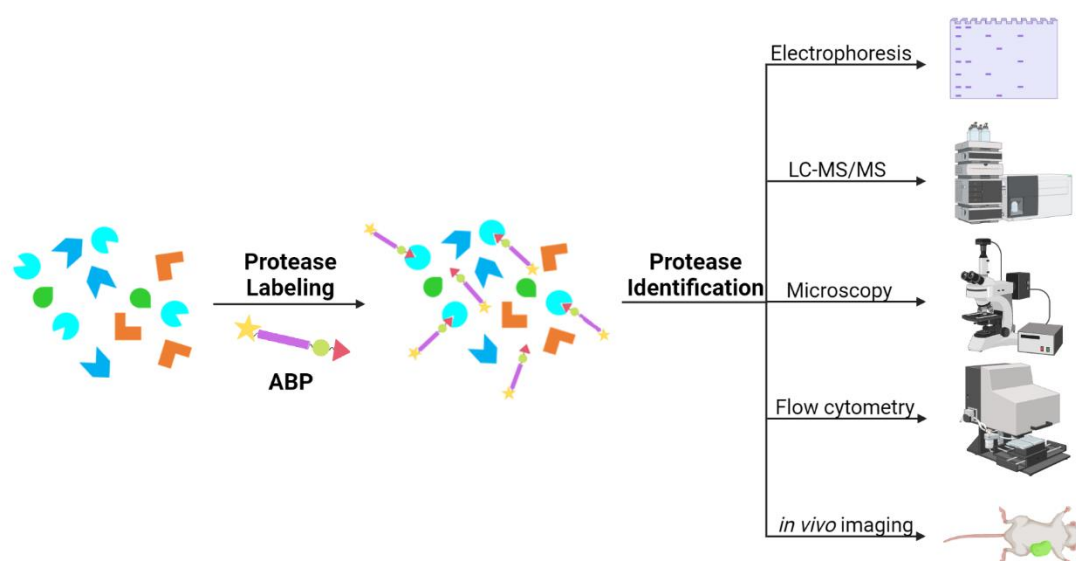 Protease
Labeling
ABP
Protease
Identification
Electrophoresis
LC-MS/MS
Microscopy
Flow cytometry
in vivo imaging